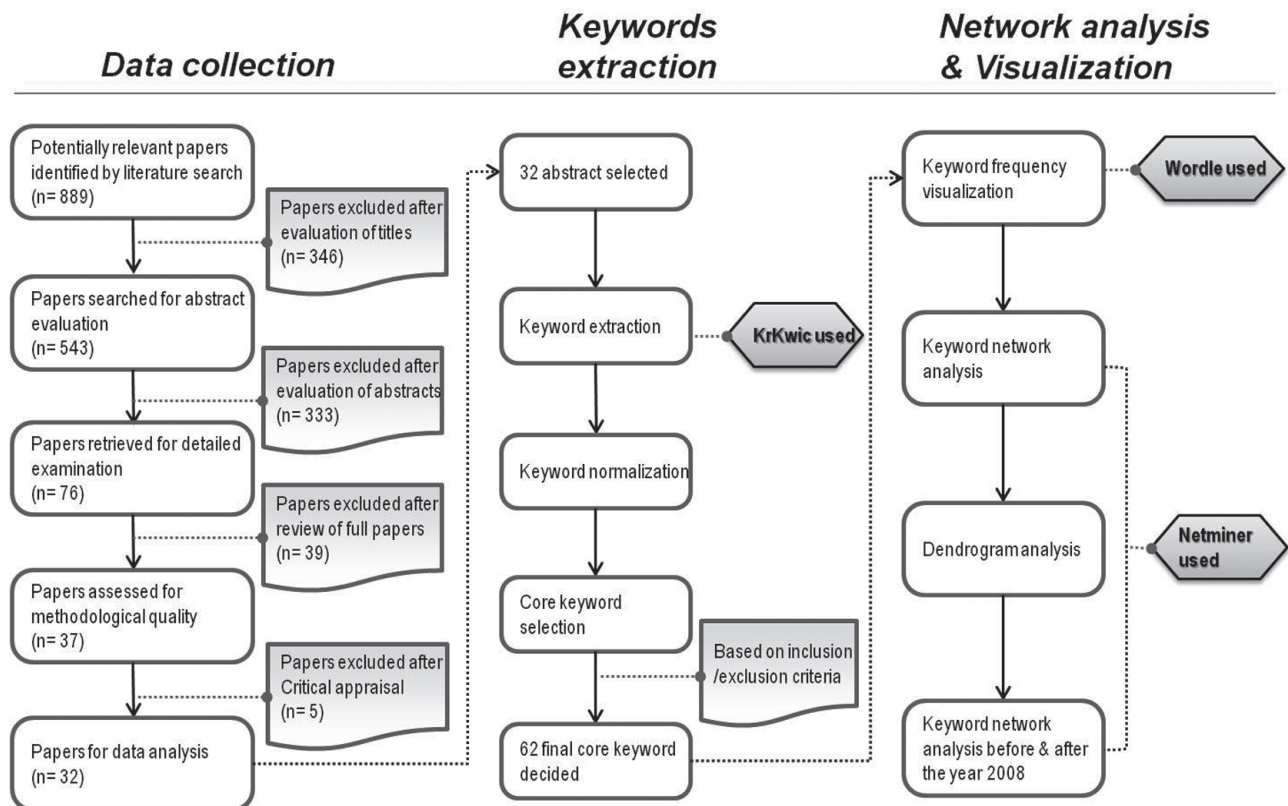 Data collection
Keywords
extraction
Network analysis
& Visualization
Potentially relevant papers
identified by literature search
(n= 889)
Papers excluded after
evaluation of titles
(n= 346)
Papers searched for abstract
evaluation
(n= 543)
Papers excluded after
evaluation of abstracts
(n= 333)
Papers retrieved for detailed
examination
(n= 76)
Papers excluded after
review of full papers
(n= 39)
Papers assessed for
methodological quality
(n= 37)
Papers excluded after
Critical appraisal
(n= 5)
Papers for data analysis
(n= 32)
32 abstract selected
Keyword extraction
KrKwic used
Keyword normalization
Core keyword
selection
Based on inclusion
/exclusion criteria
62 final core keyword
decided
Keyword frequency
visualization
Wordle used
Keyword network
analysis
Dendrogram analysis
Netminer
used
Keyword network
analysis before & after
the year 2008